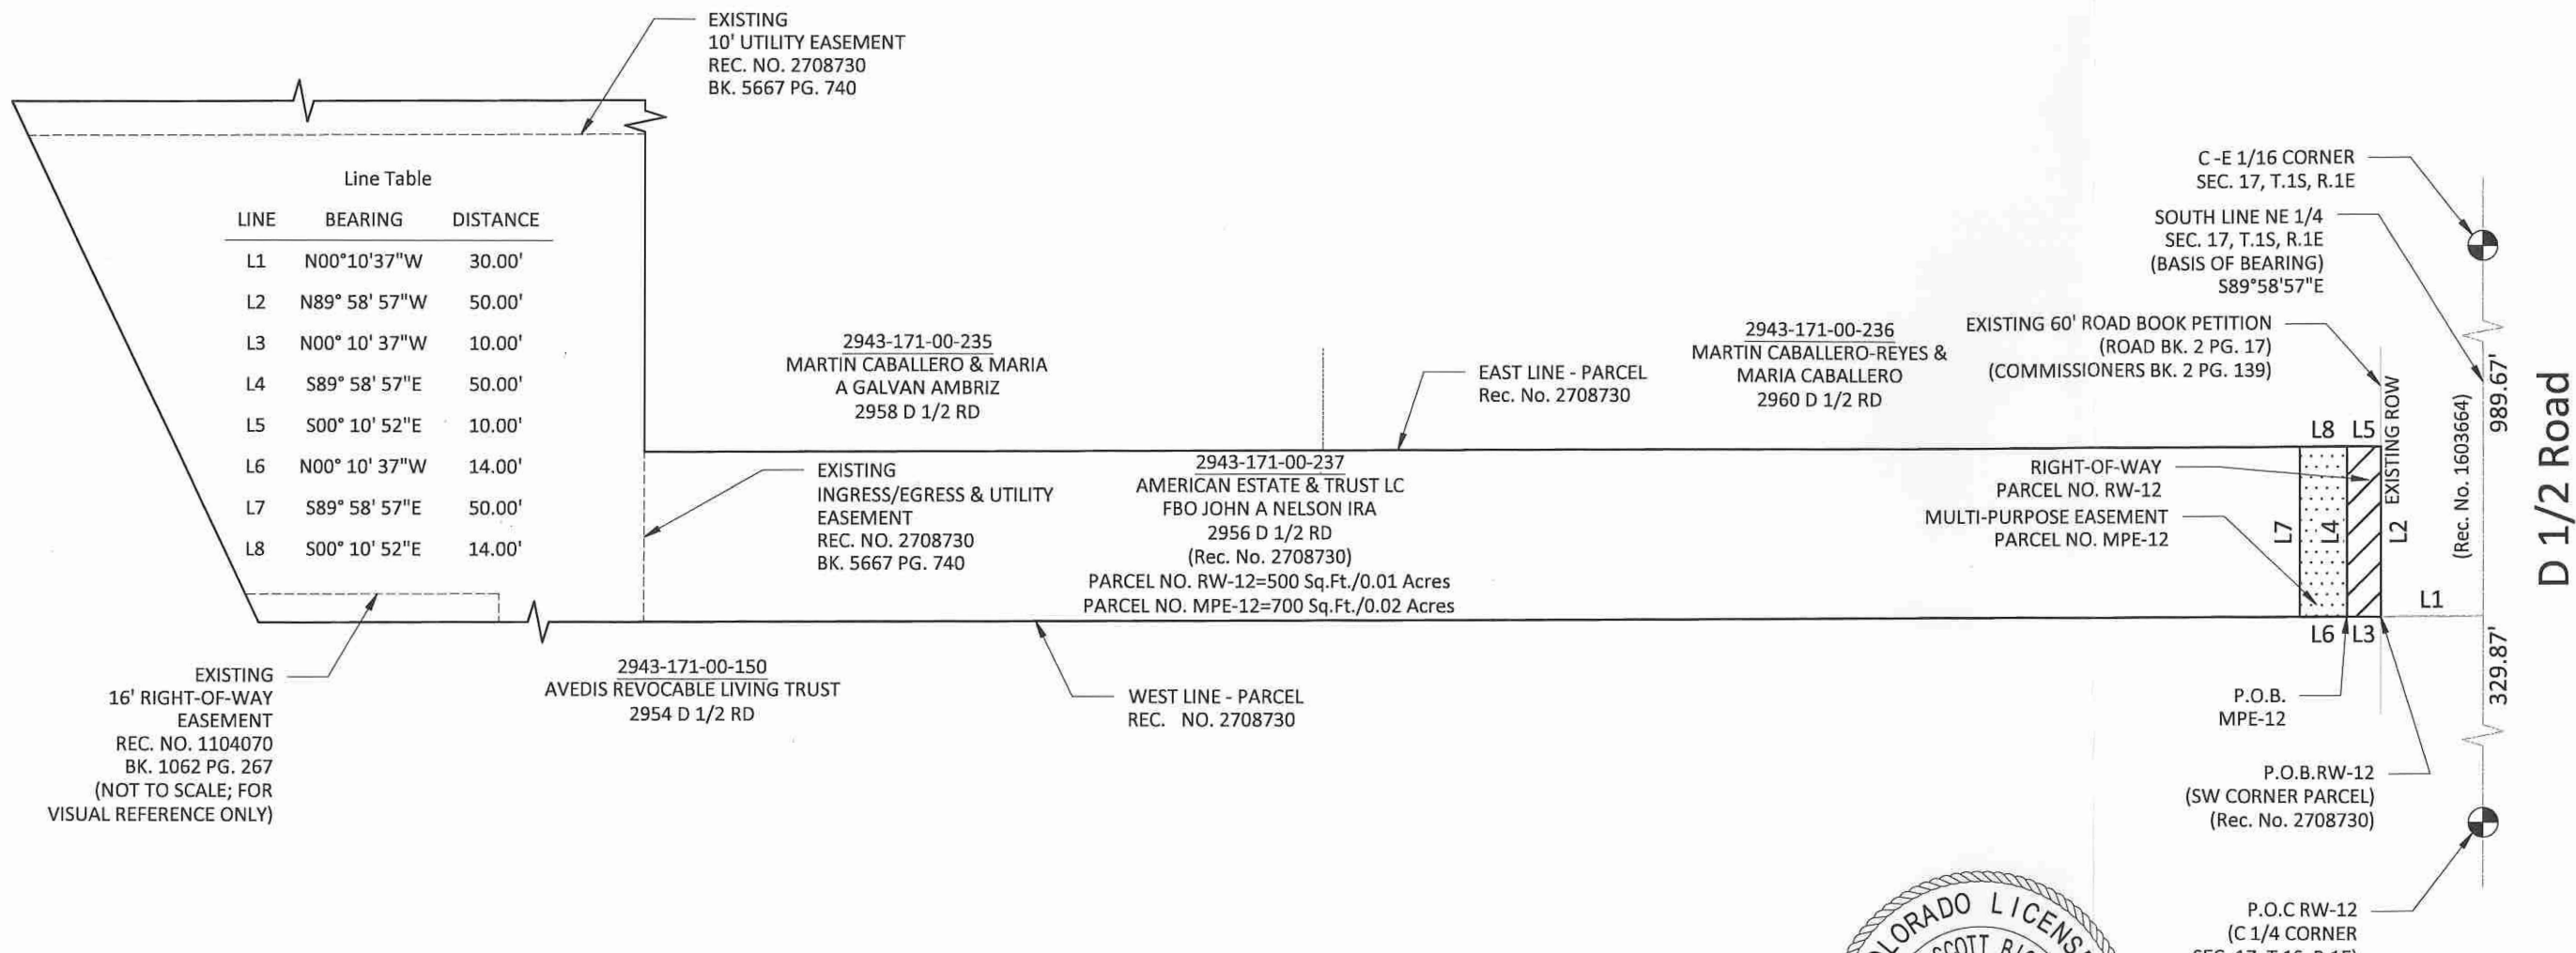 EXISTING
10' UTILITY EASEMENT
REC. NO. 2708730
BK. 5667 PG. 740
Line Table
LINE BEARING DISTANCE
L1 N00°10'37"W 30.00'
L2 N89° 58' 57"W 50.00'
L3 N00° 10' 37"W 10.00'
L4 S89° 58' 57"E 50.00'
L5 S00° 10' 52"E 10.00'
L6 N00° 10' 37"W 14.00'
L7 S89° 58' 57"E 50.00'
L8 S00° 10' 52"E 14.00'
EXISTING
16' RIGHT-OF-WAY
EASEMENT
REC. NO. 1104070
BK. 1062 PG. 267
(NOT TO SCALE; FOR
VISUAL REFERENCE ONLY)
2943-171-00-235
MARTIN CABALLERO & MARIA
A GALVAN AMBRIZ
2958 D 1/2 RD
EXISTING
INGRESS/EGRESS & UTILITY
EASEMENT
REC. NO. 2708730
BK. 5667 PG. 740
2943-171-00-150
AVEDIS REVOCABLE LIVING TRUST
2954 D 1/2 RD
2943-171-00-237
AMERICAN ESTATE & TRUST LC
FBO JOHN A NELSON IRA
2956 D 1/2 RD
(Rec. No. 2708730)
PARCEL NO. RW-12=500 Sq.Ft./0.01 Acres
PARCEL NO. MPE-12=700 Sq.Ft./0.02 Acres
WEST LINE - PARCEL
REC. NO. 2708730
EAST LINE - PARCEL
Rec. No. 2708730
2943-171-00-236
MARTIN CABALLERO-REYES &
MARIA CABALLERO
2960 D 1/2 RD
C -E 1/16 CORNER
SEC. 17, T.1S, R.1E
SOUTH LINE NE 1/4
SEC. 17, T.1S, R.1E
(BASIS OF BEARING)
S89°58'57"E
EXISTING 60' ROAD BOOK PETITION
(ROAD BK. 2 PG. 17)
(COMMISSIONERS BK. 2 PG. 139)
L8 L5
RIGHT-OF-WAY
PARCEL NO. RW-12
MULTI-PURPOSE EASEMENT
PARCEL NO. MPE-12
L7
L4
L2
EXISTING ROW
L1
L6 L3
(Rec. No. 1603664)
989.67'
329.87'
D 1/2 Road
P.O.B.
MPE-12
P.O.B.RW-12
(SW CORNER PARCEL)
(Rec. No. 2708730)
P.O.C RW-12
(C 1/4 CORNER
SEC. 17, T.1S, R.1E)
COLORADO LICENS
SCOTT